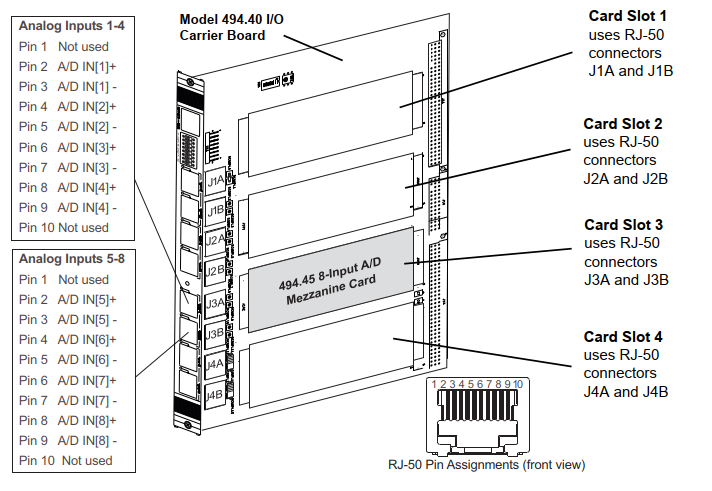 Analog Inputs 1-4
Pin 1 Not used
Pin 2 A/D IN[1]+
Pin 3 A/D IN[1] -
Pin 4 A/D IN[2]+
Pin 5 A/D IN[2] -
Pin 6 A/D IN[3]+
Pin 7 A/D IN[3] -
Pin 8 A/D IN[4]+
Pin 9 A/D IN[4] -
Pin 10 Not used
Analog Inputs 5-8
Pin 1 Not used
Pin 2 A/D IN[5]+
Pin 3 A/D IN[5] -
Pin 4 A/D IN[6]+
Pin 5 A/D IN[6] -
Pin 6 A/D IN[7]+
Pin 7 A/D IN[7] -
Pin 8 A/D IN[8]+
Pin 9 A/D IN[8] -
Pin 10 Not used
Model 494.40 I/O
Carrier Board
J1A
J1B
J2A
J2B
J3A
J3B
J4A
J4B
494.45 8-Input A/D
Mezzanine Card
Card Slot 1
uses RJ-50
connectors
J1A and J1B
Card Slot 2
uses RJ-50
connectors
J2A and J2B
Card Slot 3
uses RJ-50
connectors
J3A and J3B
Card Slot 4
uses RJ-50
connectors
J4A and J4B
1 2 3 4 5 6 7 8 9 10
RJ-50 Pin Assignments (front view)